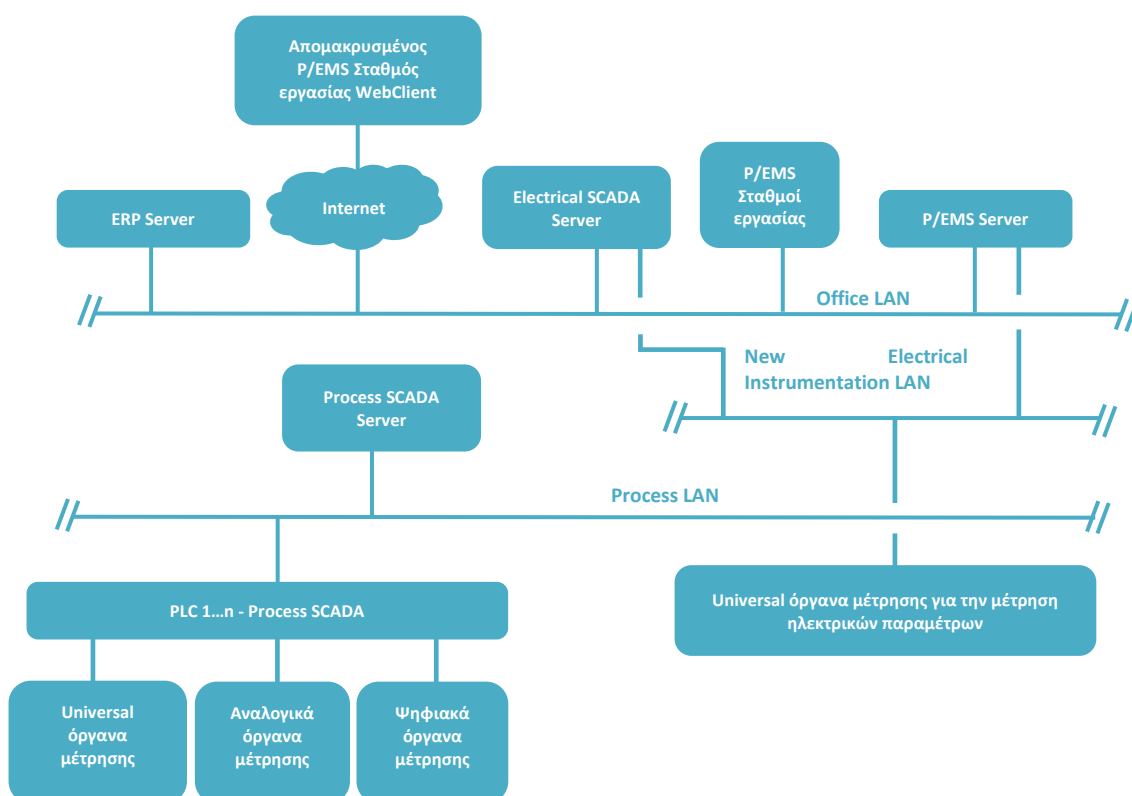 Απομακρυσμένος
P/EMS Σταθμός
εργασίας WebClient
ERP Server
Internet
Electrical SCADA
Server
P/EMS
Σταθμοί
εργασίας
P/EMS Server
Office LAN
New Electrical
Instrumentation LAN
Process SCADA
Server
Process LAN
PLC 1...n - Process SCADA
Universal όργανα μέτρησης για την μέτρηση
ηλεκτρικών παραμέτρων
Universal
όργανα
μέτρησης
Αναλογικά
όργανα
μέτρησης
Ψηφιακά
όργανα
μέτρησης